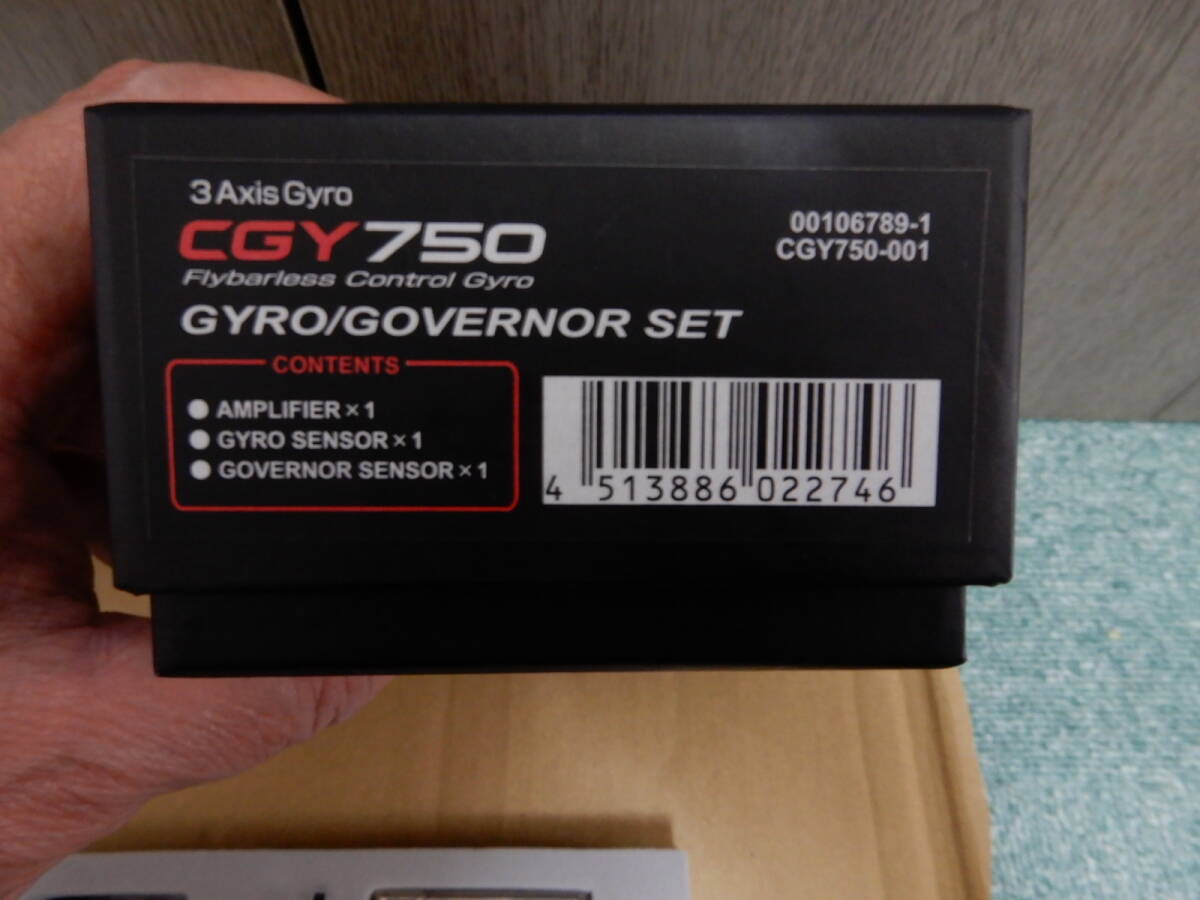 3 Axis Gyro
CGY750
Flybarless Control Gyro
GYRO/GOVERNOR SET
00106789-1
CGY750-001
CONTENTS
● AMPLIFIER×1
● GYRO SENSOR×1
● GOVERNOR SENSOR×1
4 513886 022746